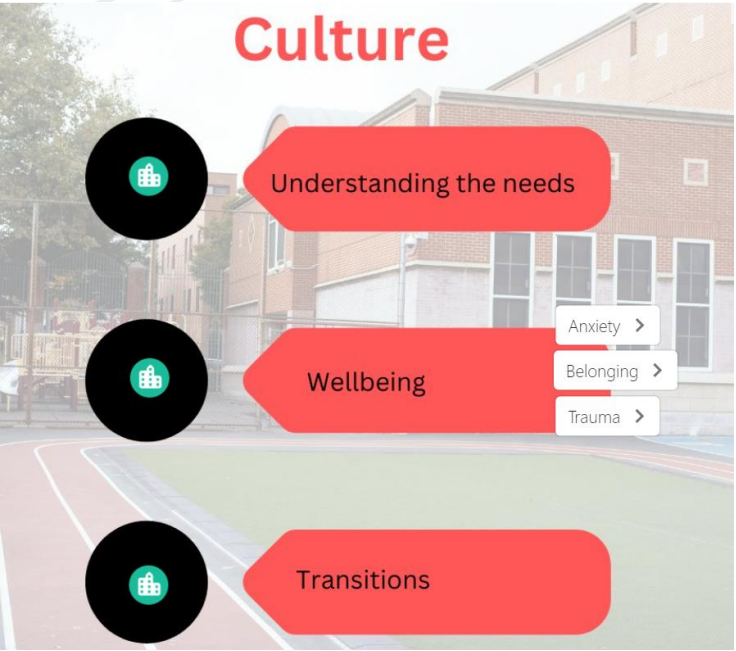 Culture
Understanding the needs
Wellbeing
Anxiety
Belonging
Trauma
Transitions